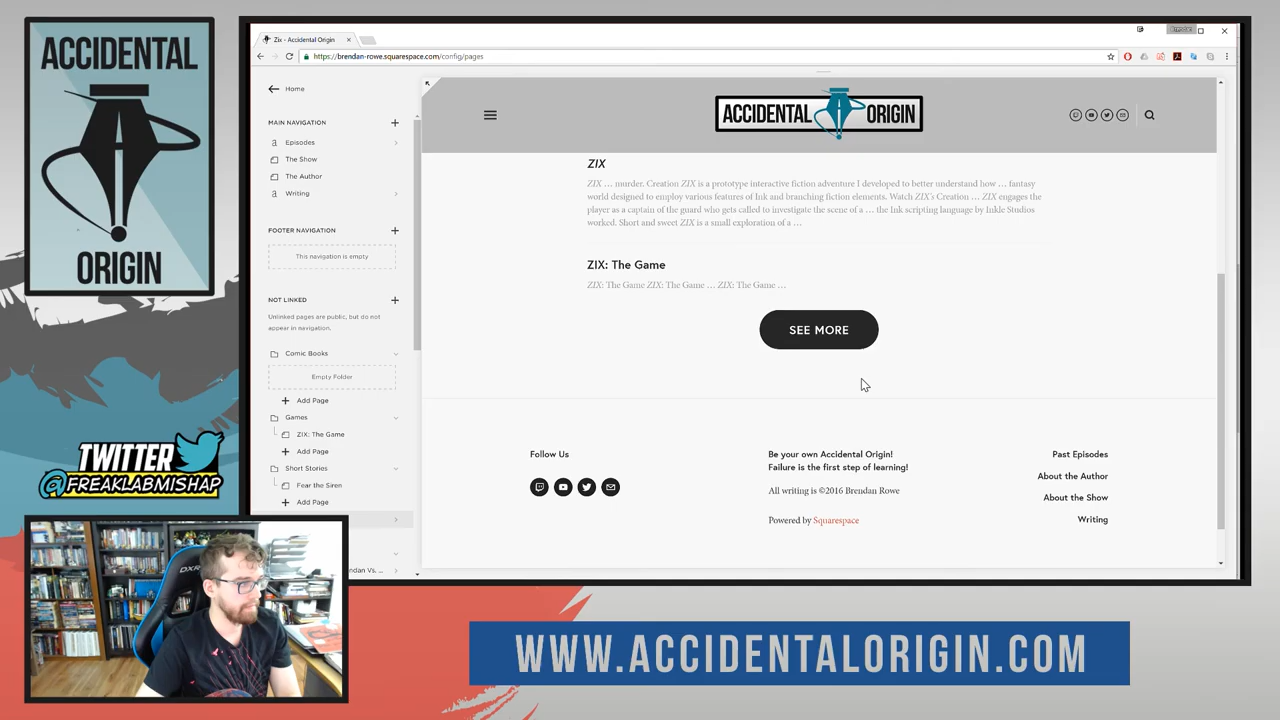 ACCIDENTAL
ORIGIN
TWITTER
@FREAKLABMISHAP
Zix - Accidental Origin
https://brendan-rowe.squarespace.com/config/pages
Home
MAIN NAVIGATION
Episodes
The Show
The Author
Writing
FOOTER NAVIGATION
This navigation is empty
NOT LINKED
Unlinked pages are public, but do not
appear in navigation.
Comic Books
Empty Folder
Add Page
Games
ZIX: The Game
Add Page
Short Stories
Fear the Siren
Add Page
ndan Vs. ...
ACCIDENTAL ORIGIN
ZIX
ZIX … murder. Creation ZIX is a prototype interactive fiction adventure I developed to better understand how … fantasy
world designed to employ various features of Ink and branching fiction elements. Watch ZIX's Creation … ZIX engages the
player as a captain of the guard who gets called to investigate the scene of a … the Ink scripting language by Inkle Studios
worked. Short and sweet ZIX is a small exploration of a …
ZIX: The Game
ZIX: The Game ZIX: The Game … ZIX: The Game …
SEE MORE
Follow Us
Be your own Accidental Origin!
Failure is the first step of learning!
All writing is ©2016 Brendan Rowe
Powered by Squarespace
Past Episodes
About the Author
About the Show
Writing
DXR
WWW.ACCIDENTALORIGIN.COM